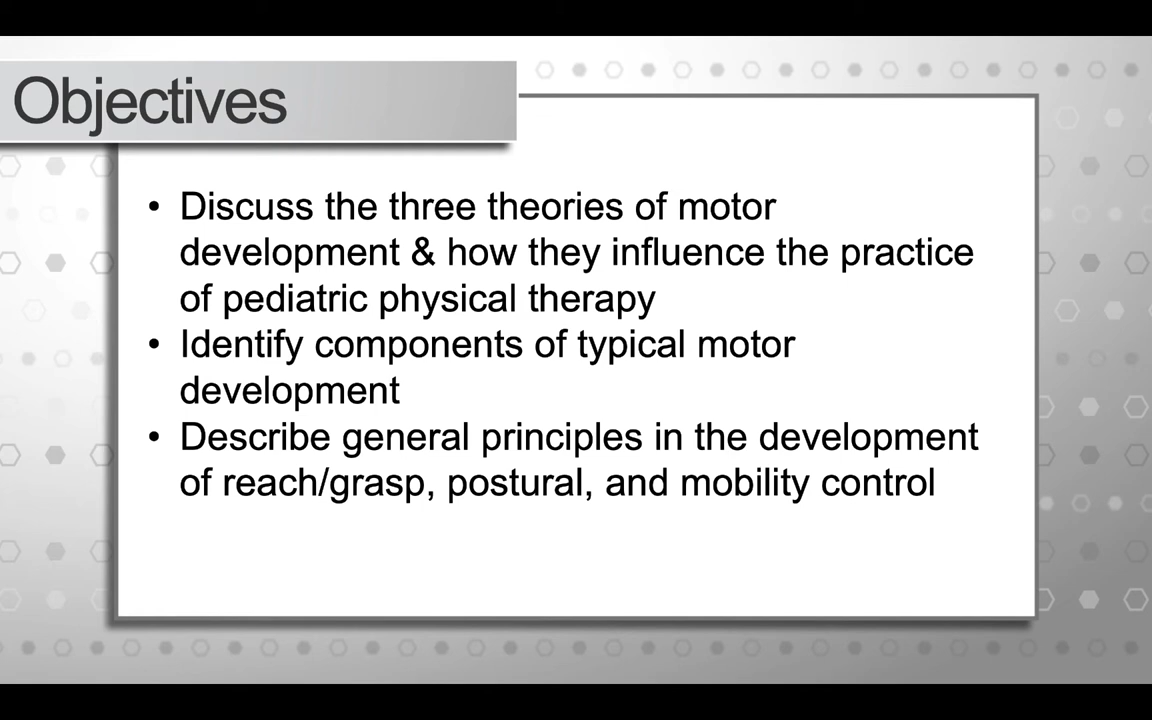 Objectives
• Discuss the three theories of motor
development & how they influence the practice
of pediatric physical therapy
• Identify components of typical motor
development
• Describe general principles in the development
of reach/grasp, postural, and mobility control